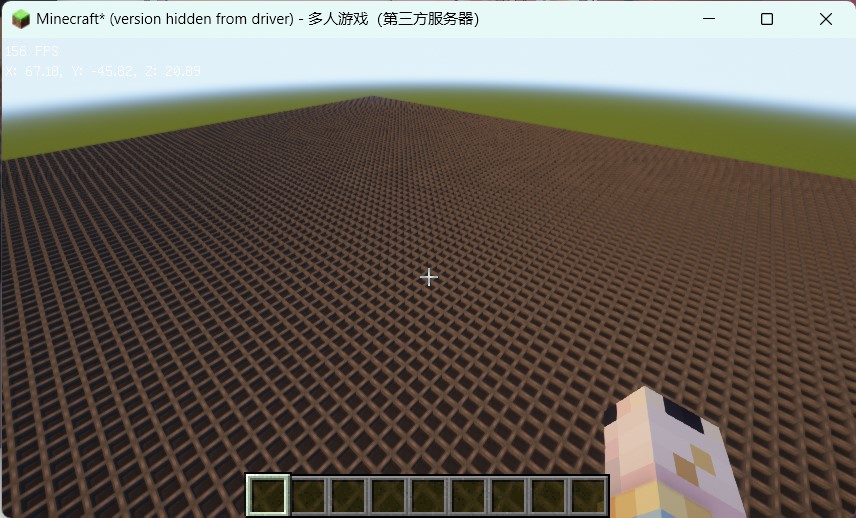 Minecraft* (version hidden from driver) - 多人游戏（第三方服务器）
156 FPS
X: 67.18, Y: -45.82, Z: 20.89